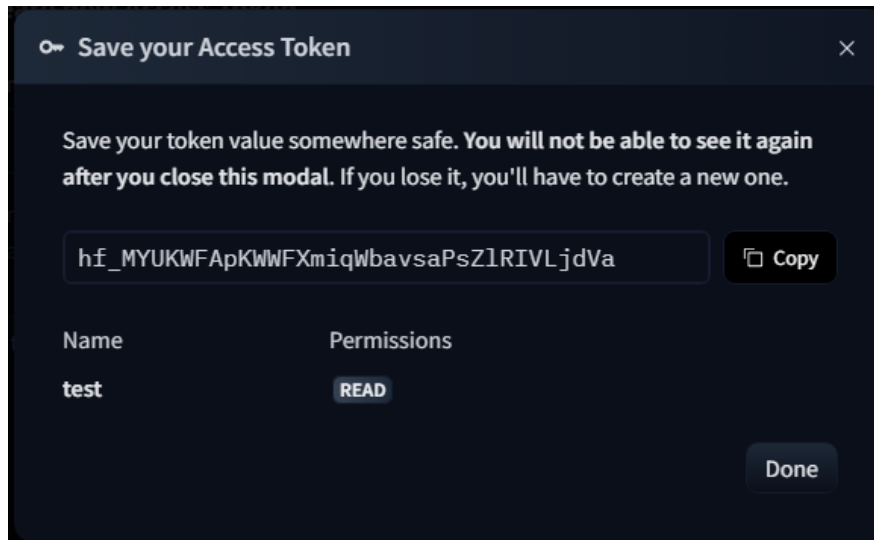 Save your Access Token
Save your token value somewhere safe. You will not be able to see it again
after you close this modal. If you lose it, you'll have to create a new one.
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
Copy
Name Permissions
test READ
Done